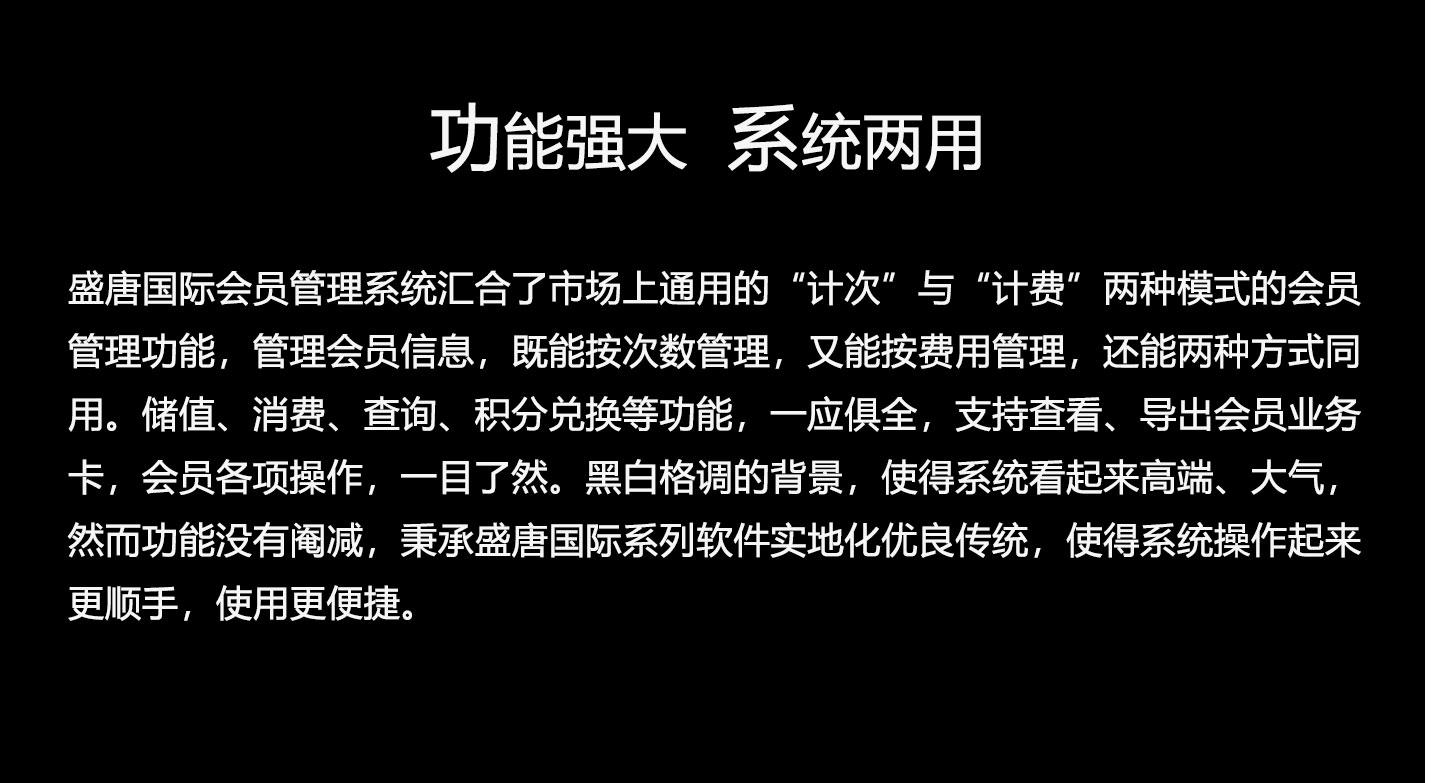 功能强大 系统两用
盛唐国际会员管理系统汇合了市场上通用的“计次”与“计费”两种模式的会员
管理功能，管理会员信息，既能按次数管理，又能按费用管理，还能两种方式同
用。储值、消费、查询、积分兑换等功能，一应俱全，支持查看、导出会员业务
卡，会员各项操作，一目了然。黑白格调的背景，使得系统看起来高端、大气，
然而功能没有阉减，秉承盛唐国际系列软件实地化优良传统，使得系统操作起来
更顺手，使用更便捷。